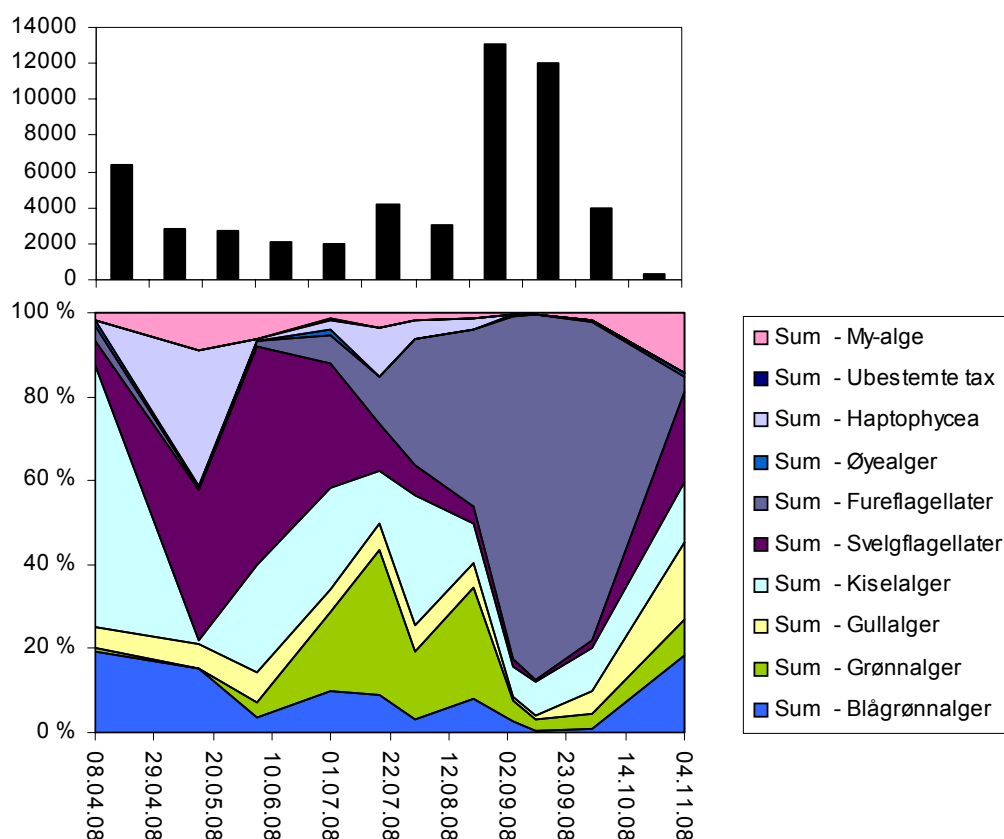 14000
12000
10000
8000
6000
4000
2000
0
100 %
80 %
60 %
40 %
20 %
0 %
08.04.08
29.04.08
20.05.08
10.06.08
01.07.08
22.07.08
12.08.08
02.09.08
23.09.08
14.10.08
04.11.08
Sum - My-alge
Sum - Ubestemte tax
Sum - Haptophycea
Sum - Øyealger
Sum - Fureflagellater
Sum - Svelgflagellater
Sum - Kiselalger
Sum - Gullalger
Sum - Grønnalger
Sum - Blågrønnalger